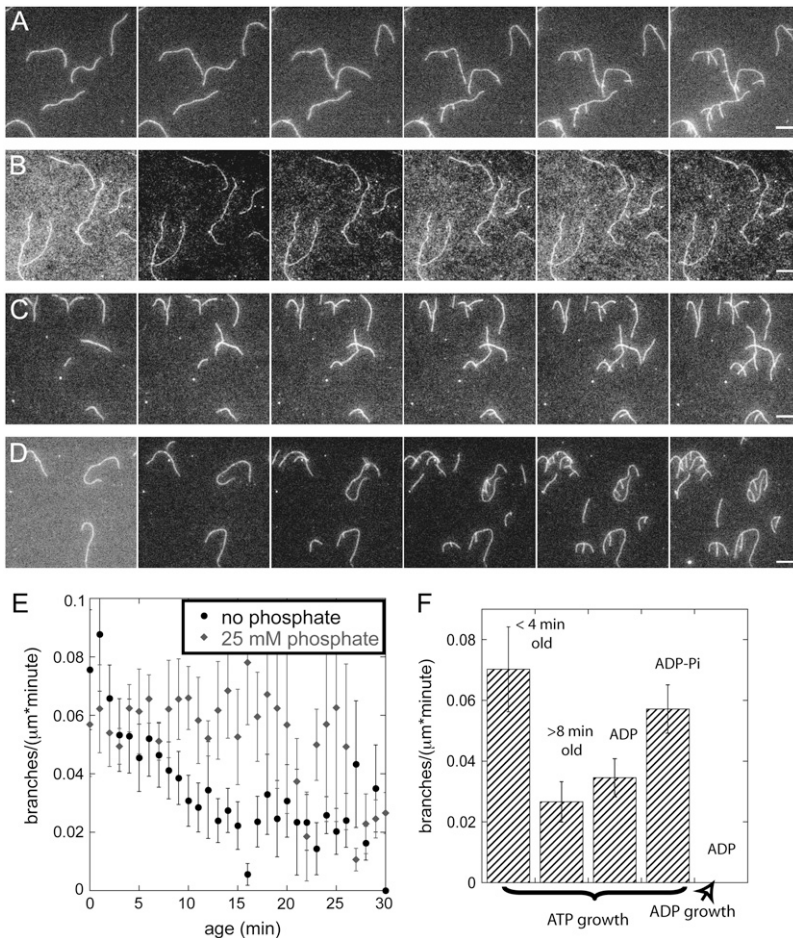 A
B
C
D
E
F
0.1
0.08
0.06
0.04
0.02
0
branches/(μm*minute)
no phosphate
25 mM phosphate
0 5 10 15 20 25 30
age (min)
0.08
0.06
0.04
0.02
0
branches/(μm*minute)
< 4 min
old
>8 min
old
ADP
ADP-Pi
ADP
ATP growth
ADP growth